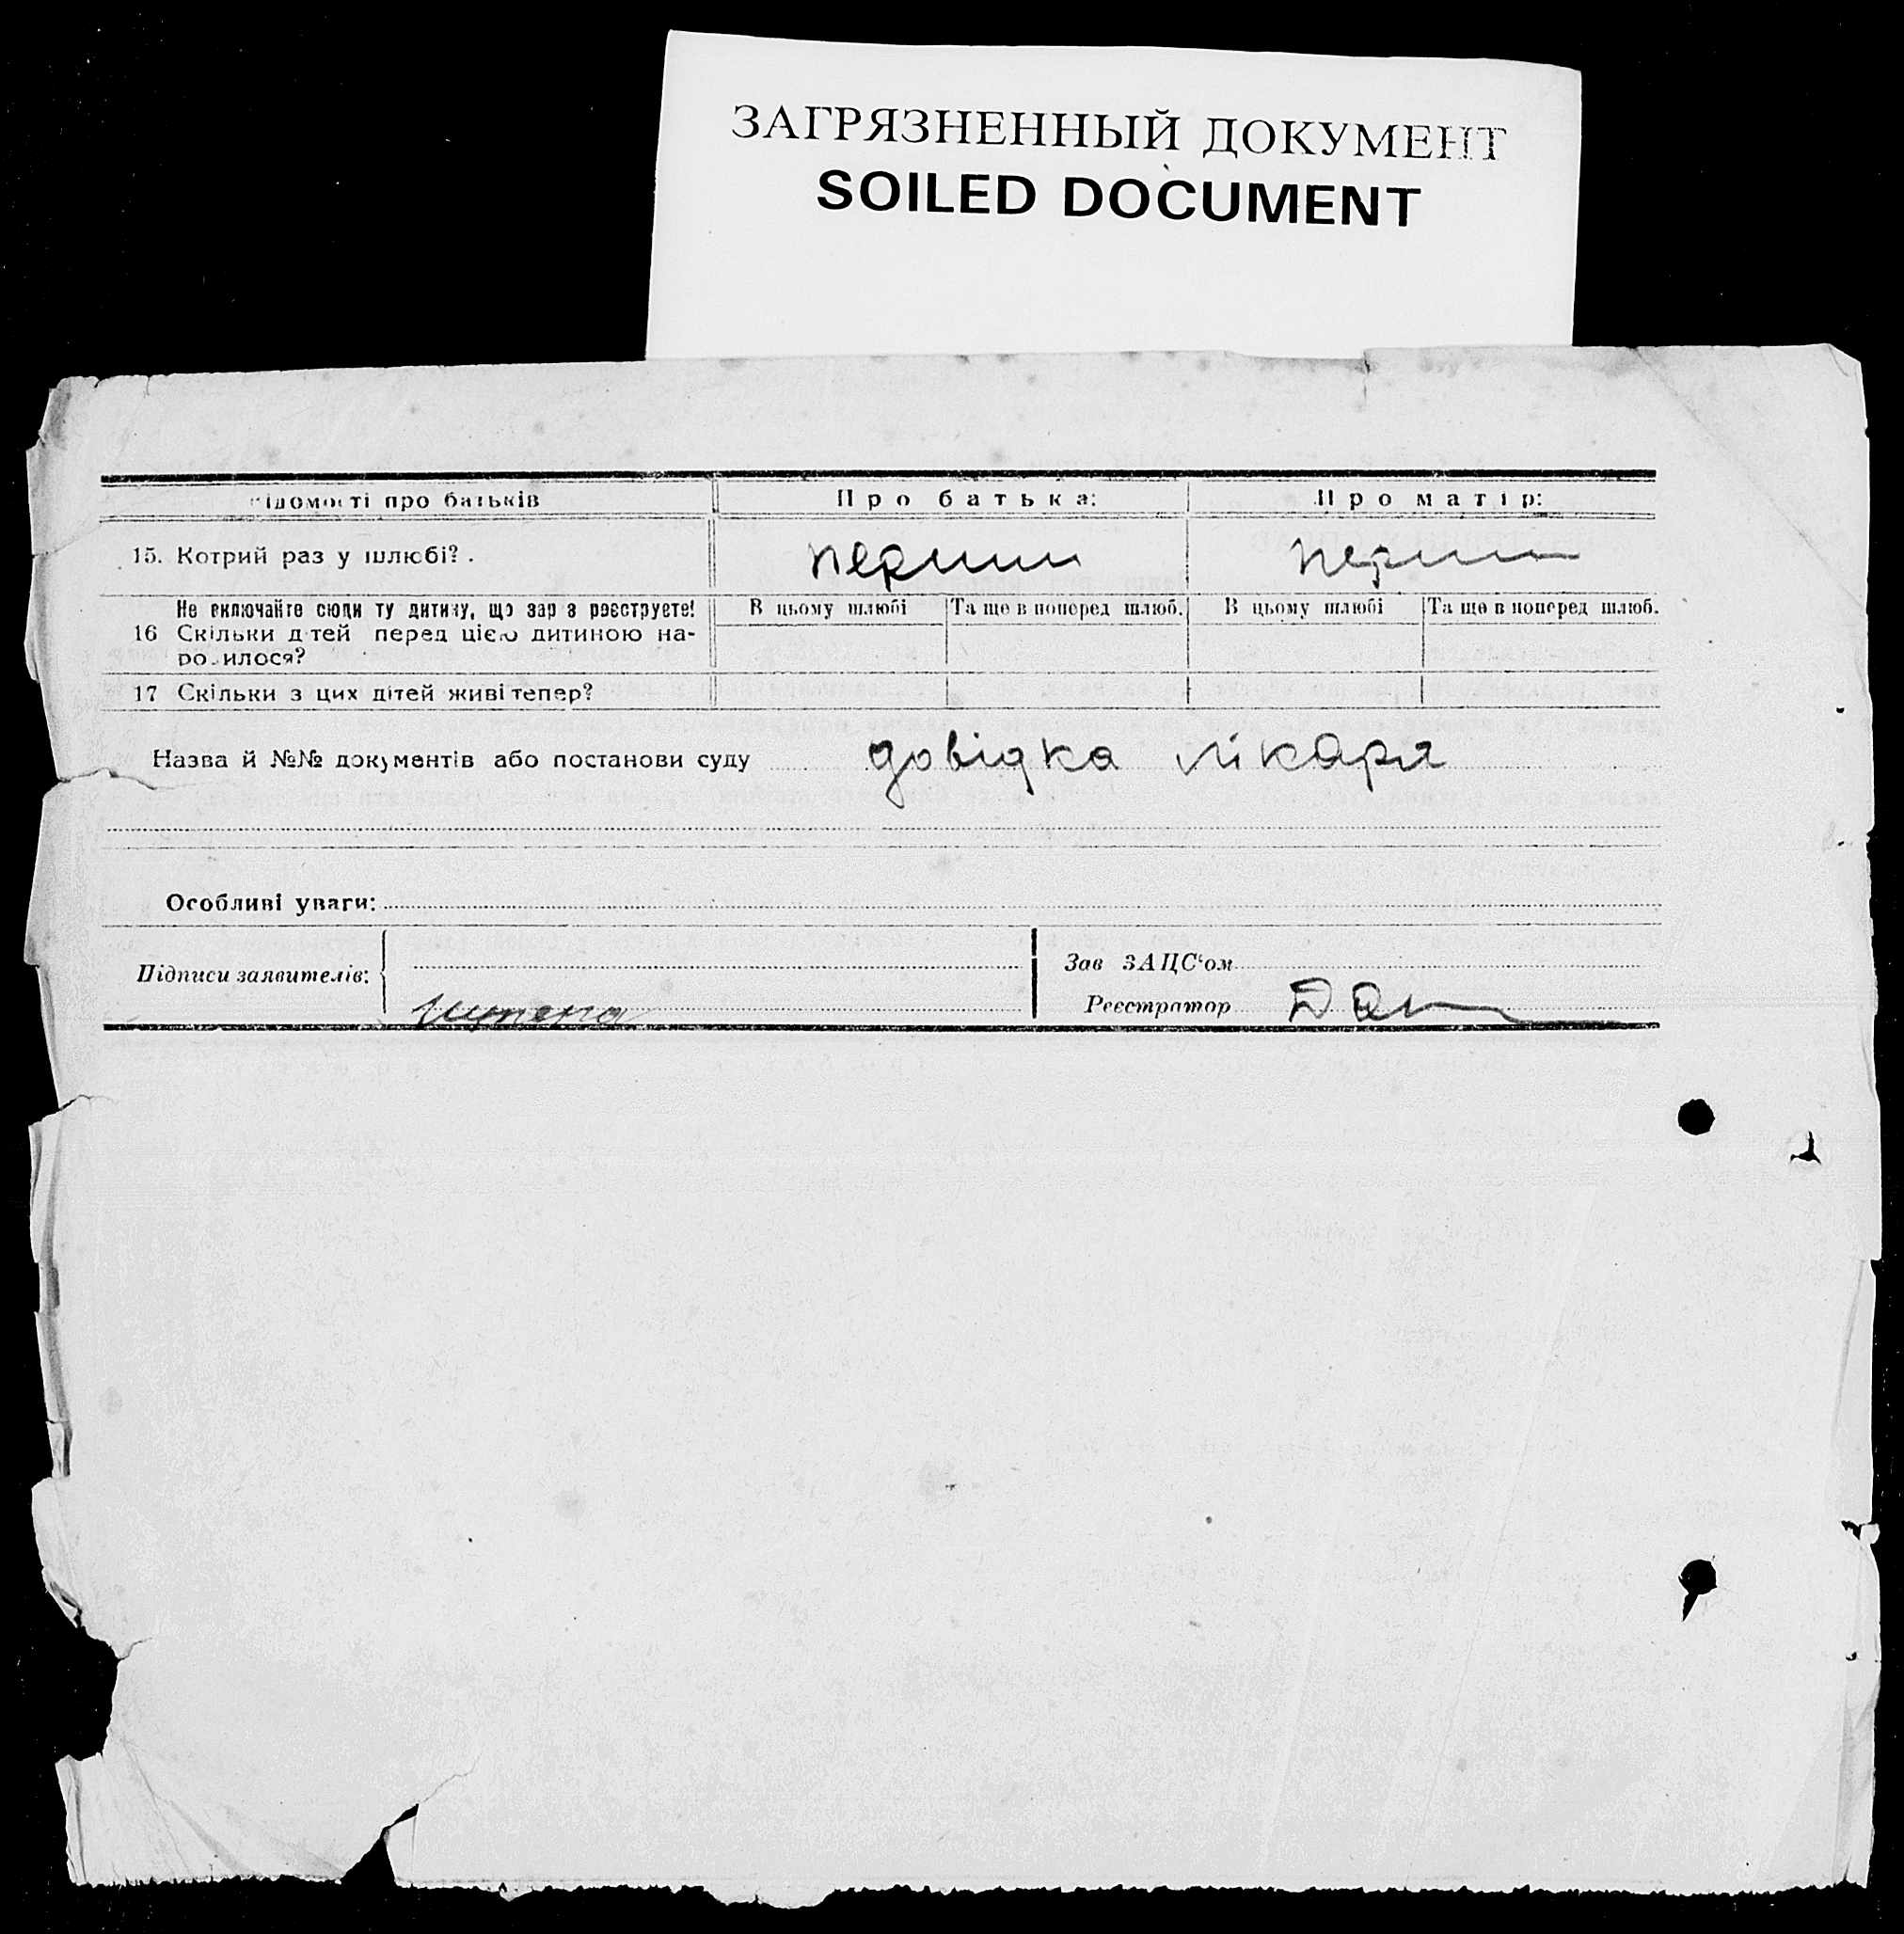 ЗАГРЯЗНЕННЫЙ ДОКУМЕНТ
SOILED DOCUMENT
відомості про батьків Про батька: Про матір:
15. Котрий раз у шлюбі? . перший перший
Не включайте сюди ту дитину, що зараз реєструєте! В цьому шлюбі Та ще в поперед шлюб. В цьому шлюбі Та ще в поперед шлюб.
16 Скільки дітей перед цією дитиною на-
родилося?
17 Скільки з цих дітей живі тепер?
Назва й №№ документів або постанови суду довідка лікаря
Особливі уваги:
Підписи заявителів: Зав ЗАЦС‘ом
Реєстратор